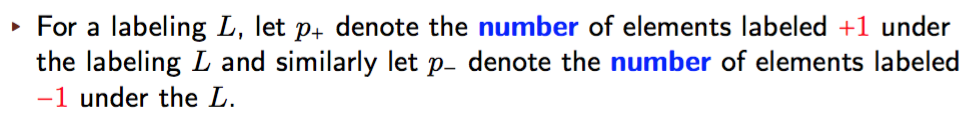 ▸ For a labeling L, let p₊ denote the number of elements labeled +1 under
the labeling L and similarly let p₋ denote the number of elements labeled
−1 under the L.